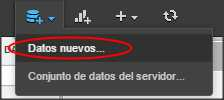 Datos nuevos...
Conjunto de datos del servidor...